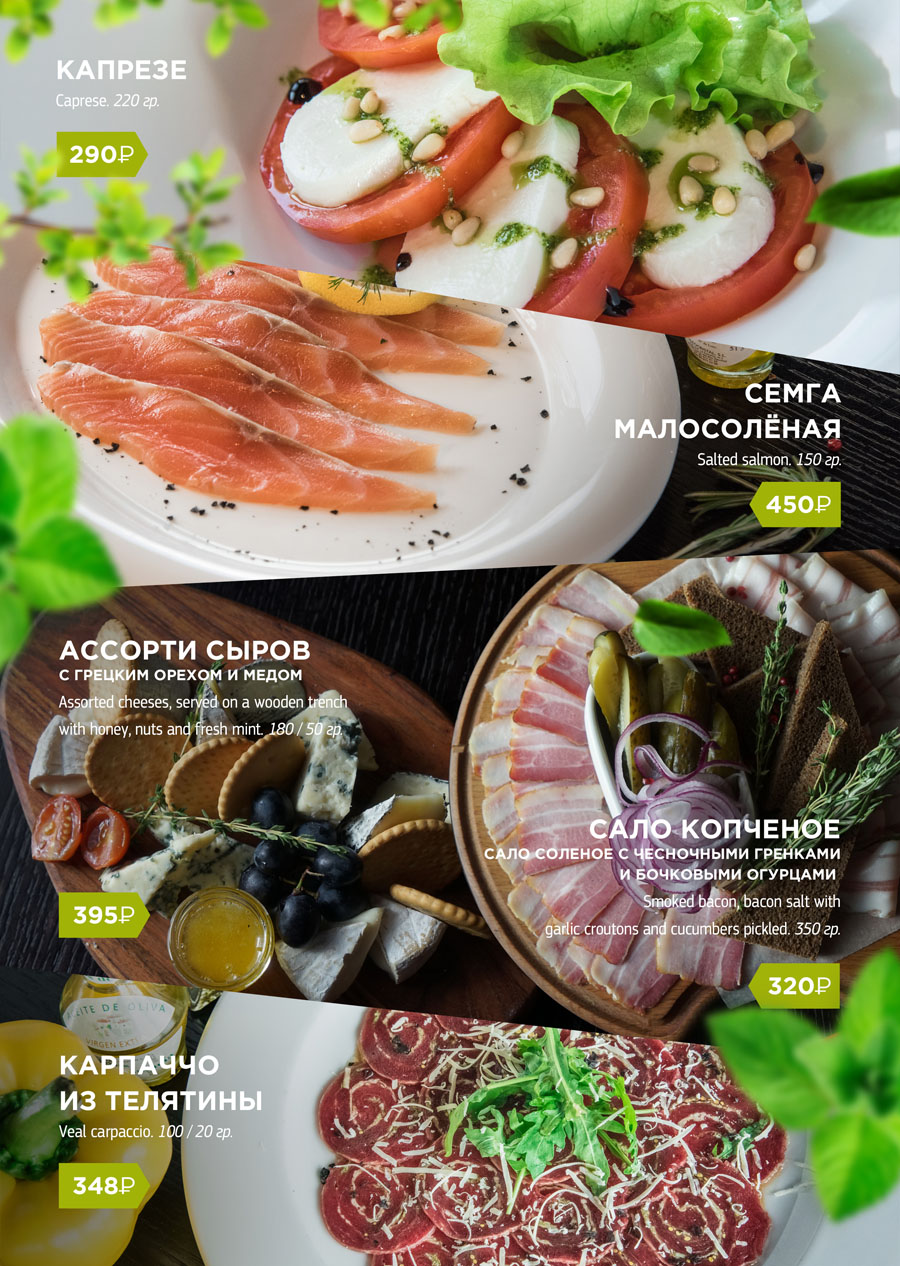 КАПРЕЗЕ
Caprese. 220 гр.
290₽
СЕМГА
МАЛОСОЛЁНАЯ
Salted salmon. 150 гр.
450₽
АССОРТИ СЫРОВ
С ГРЕЦКИМ ОРЕХОМ И МЕДОМ
Assorted cheeses, served on a wooden trench
with honey, nuts and fresh mint. 180 / 50 гр.
395₽
САЛО КОПЧЕНОЕ
САЛО СОЛЕНОЕ С ЧЕСНОЧНЫМИ ГРЕНКАМИ
И БОЧКОВЫМИ ОГУРЦАМИ
Smoked bacon, bacon salt with
garlic croutons and cucumbers pickled. 350 гр.
320₽
DE OLIVA
КАРПАЧЧО
ИЗ ТЕЛЯТИНЫ
Veal carpaccio. 100 / 20 гр.
348₽